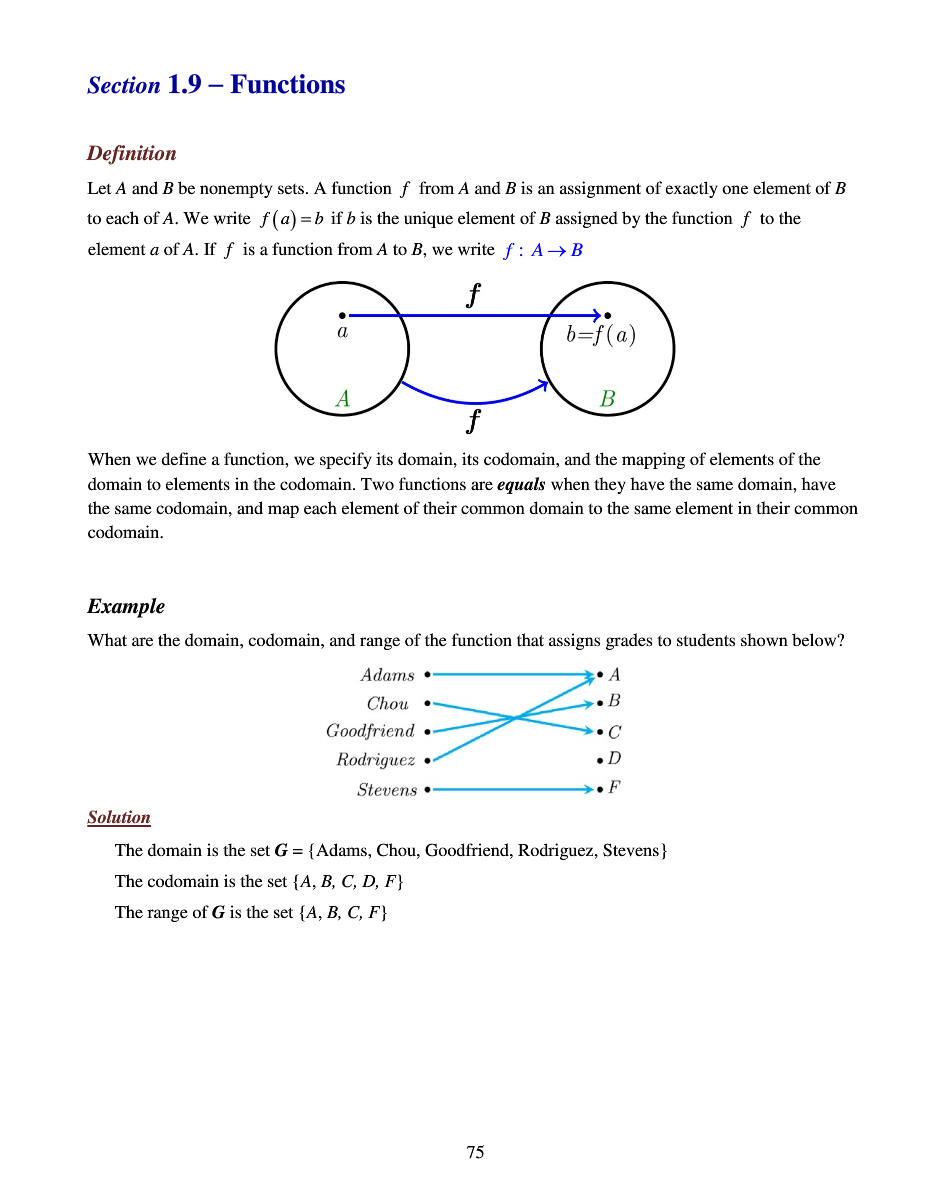 Section 1.9 – Functions
Definition
Let A and B be nonempty sets. A function f from A and B is an assignment of exactly one element of B
to each of A. We write f(a)=b if b is the unique element of B assigned by the function f to the
element a of A. If f is a function from A to B, we write f : A → B
f
a
b=f(a)
A
B
f
When we define a function, we specify its domain, its codomain, and the mapping of elements of the
domain to elements in the codomain. Two functions are equals when they have the same domain, have
the same codomain, and map each element of their common domain to the same element in their common
codomain.
Example
What are the domain, codomain, and range of the function that assigns grades to students shown below?
Adams • • A
Chou • • B
Goodfriend • • C
Rodriguez • • D
Stevens • • F
Solution
The domain is the set G = {Adams, Chou, Goodfriend, Rodriguez, Stevens}
The codomain is the set {A, B, C, D, F}
The range of G is the set {A, B, C, F}
75